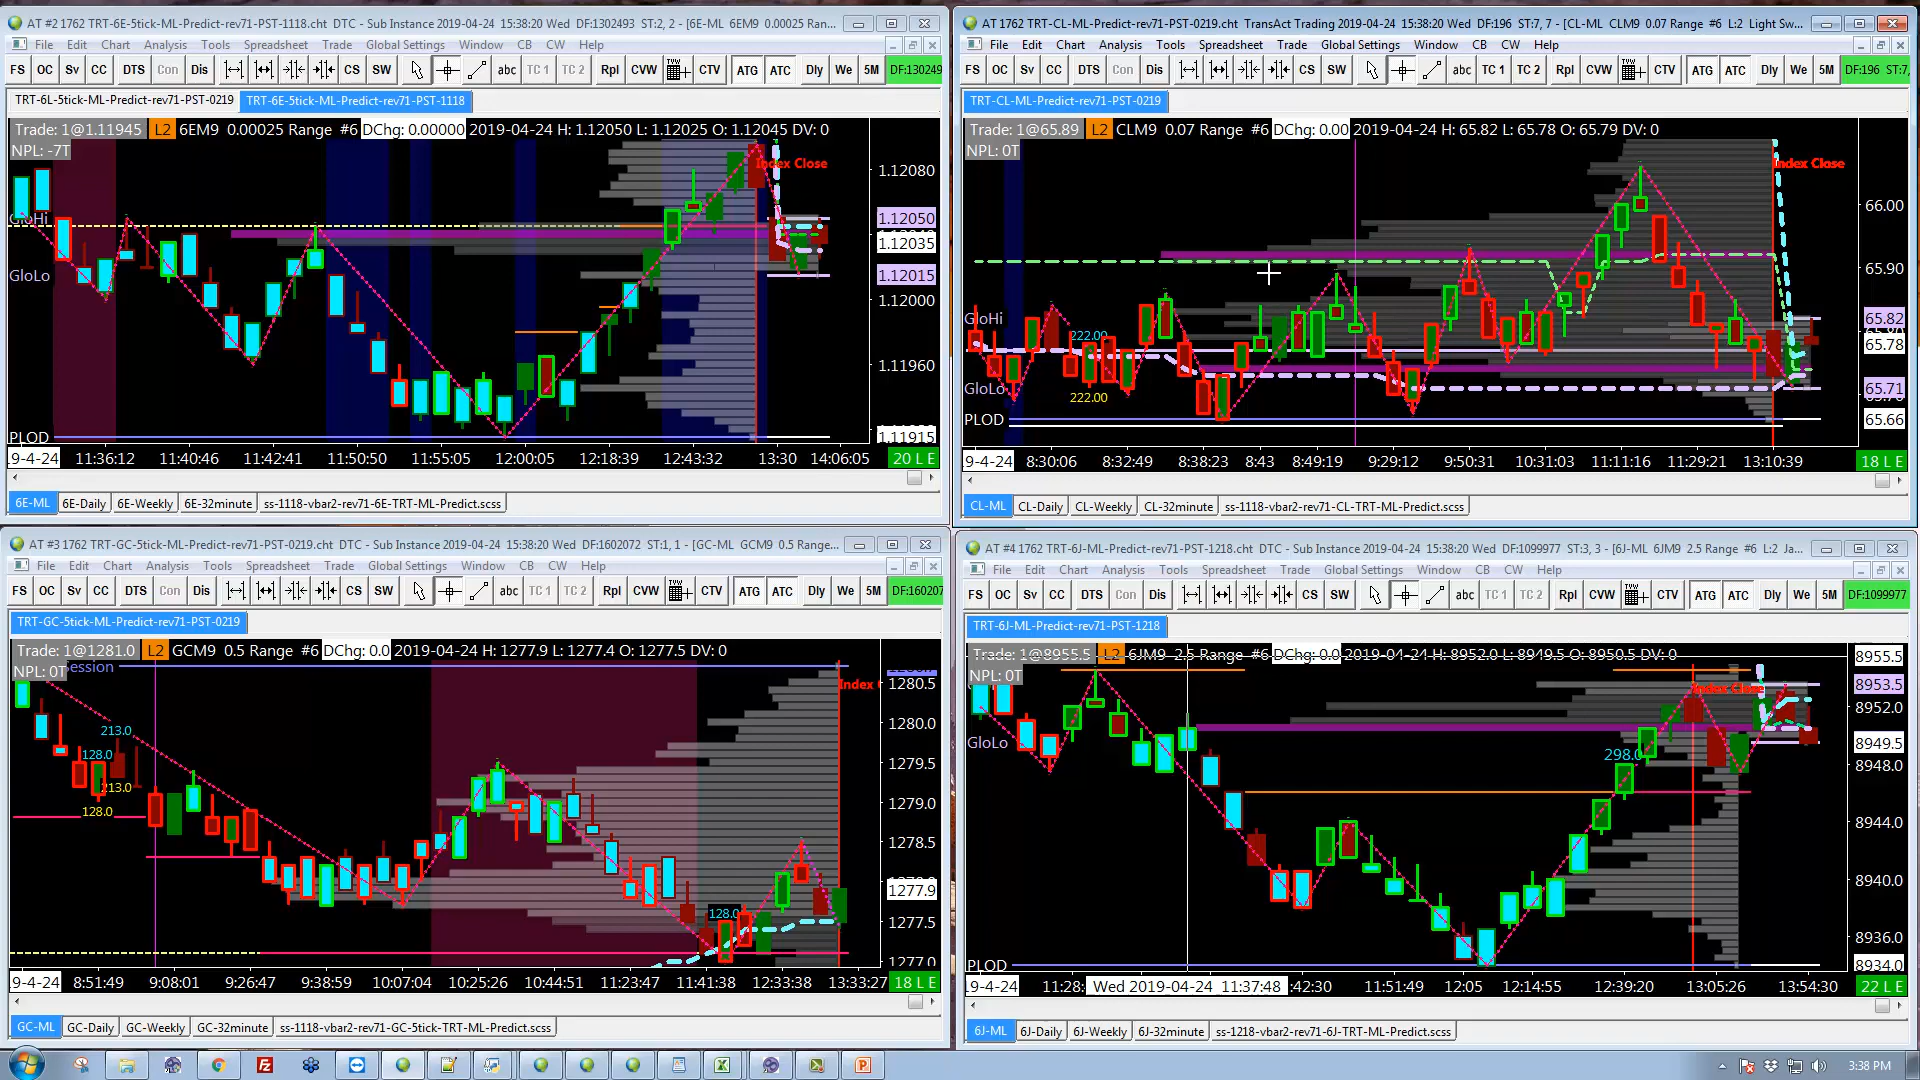 AT #2 1762 TRT-6E-5tick-ML-Predict-rev71-PST-1118.cht DTC - Sub Instance 2019-04-24 15:38:20 Wed DF:1302493 ST:2, 2 - [6E-ML 6EM9 0.00025 Ran...
File Edit Chart Analysis Tools Spreadsheet Trade Global Settings Window CB CW Help
FS OC Sv CC DTS Con Dis CS SW abc TC 1 TC 2 Rpl CVW TVW CTV ATG ATC Dly We 5M DF:130249
TRT-6L-5tick-ML-Predict-rev71-PST-0219 TRT-6E-5tick-ML-Predict-rev71-PST-1118
Trade: 1@1.11945 L2 6EM9 0.00025 Range #6 DChg: 0.00000 2019-04-24 H: 1.12050 L: 1.12025 O: 1.12045 DV: 0
NPL: -7T
Index Close
1.12080
GloHi
1.12050
1.12035
GloLo
1.12015
1.12000
1.11960
PLOD
1.11915
9-4-24 11:36:12 11:40:46 11:42:41 11:50:50 11:55:05 12:00:05 12:18:39 12:43:32 13:30 14:06:05 20 L E
6E-ML 6E-Daily 6E-Weekly 6E-32minute ss-1118-vbar2-rev71-6E-TRT-ML-Predict.scss
AT 1762 TRT-CL-ML-Predict-rev71-PST-0219.cht TransAct Trading 2019-04-24 15:38:20 Wed DF:196 ST:7, 7 - [CL-ML CLM9 0.07 Range #6 L:2 Light Sw...
File Edit Chart Analysis Tools Spreadsheet Trade Global Settings Window CB CW Help
FS OC Sv CC DTS Con Dis CS SW abc TC 1 TC 2 Rpl CVW TVW CTV ATG ATC Dly We 5M DF:196 ST:7,
TRT-CL-ML-Predict-rev71-PST-0219
Trade: 1@65.89 L2 CLM9 0.07 Range #6 DChg: 0.00 2019-04-24 H: 65.82 L: 65.78 O: 65.79 DV: 0
NPL: 0T
Index Close
66.00
65.90
GloHi
65.82
222.00
65.78
GloLo
65.71
222.00
PLOD
65.66
9-4-24 8:30:06 8:32:49 8:38:23 8:43 8:49:19 9:29:12 9:50:31 10:31:03 11:11:16 11:29:21 13:10:39 18 L E
CL-ML CL-Daily CL-Weekly CL-32minute ss-1118-vbar2-rev71-CL-TRT-ML-Predict.scss
AT #3 1762 TRT-GC-5tick-ML-Predict-rev71-PST-0219.cht DTC - Sub Instance 2019-04-24 15:38:20 Wed DF:1602072 ST:1, 1 - [GC-ML GCM9 0.5 Range...
File Edit Chart Analysis Tools Spreadsheet Trade Global Settings Window CB CW Help
FS OC Sv CC DTS Con Dis CS SW abc TC 1 TC 2 Rpl CVW TVW CTV ATG ATC Dly We 5M DF:160207
TRT-GC-5tick-ML-Predict-rev71-PST-0219
Trade: 1@1281.0 L2 GCM9 0.5 Range #6 DChg: 0.0 2019-04-24 H: 1277.9 L: 1277.4 O: 1277.5 DV: 0
NPL: 0T ession
Index
1280.5
1280.0
213.0
128.0
1279.5
213.0
128.0
1279.0
1278.5
1277.9
128.0
1277.5
1277.0
9-4-24 8:51:49 9:08:01 9:26:47 9:38:59 10:07:04 10:25:26 10:44:51 11:23:47 11:41:38 12:33:38 13:33:27 18 L E
GC-ML GC-Daily GC-Weekly GC-32minute ss-1118-vbar2-rev71-GC-5tick-TRT-ML-Predict.scss
AT #4 1762 TRT-6J-ML-Predict-rev71-PST-1218.cht DTC - Sub Instance 2019-04-24 15:38:20 Wed DF:1099977 ST:3, 3 - [6J-ML 6JM9 2.5 Range #6 L:2 Ja...
File Edit Chart Analysis Tools Spreadsheet Trade Global Settings Window CB CW Help
FS OC Sv CC DTS Con Dis CS SW abc TC 1 TC 2 Rpl CVW TVW CTV ATG ATC Dly We 5M DF:1099977
TRT-6J-ML-Predict-rev71-PST-1218
Trade: 1@8955.5 L2 6JM9 2.5 Range #6 DChg: 0.0 2019-04-24 H: 8952.0 L: 8949.5 O: 8950.5 DV: 0
8955.5
NPL: 0T
Index Close
8953.5
8952.0
GloLo
8949.5
298.0
8948.0
8944.0
8940.0
8936.0
PLOD
8934.0
19-4-24 11:28: Wed 2019-04-24 11:37:48 :42:30 12:05 12:14:55 12:39:20 13:05:26 13:54:30 22 L E
6J-ML 6J-Daily 6J-Weekly 6J-32minute ss-1218-vbar2-rev71-6J-TRT-ML-Predict.scss
3:38 PM